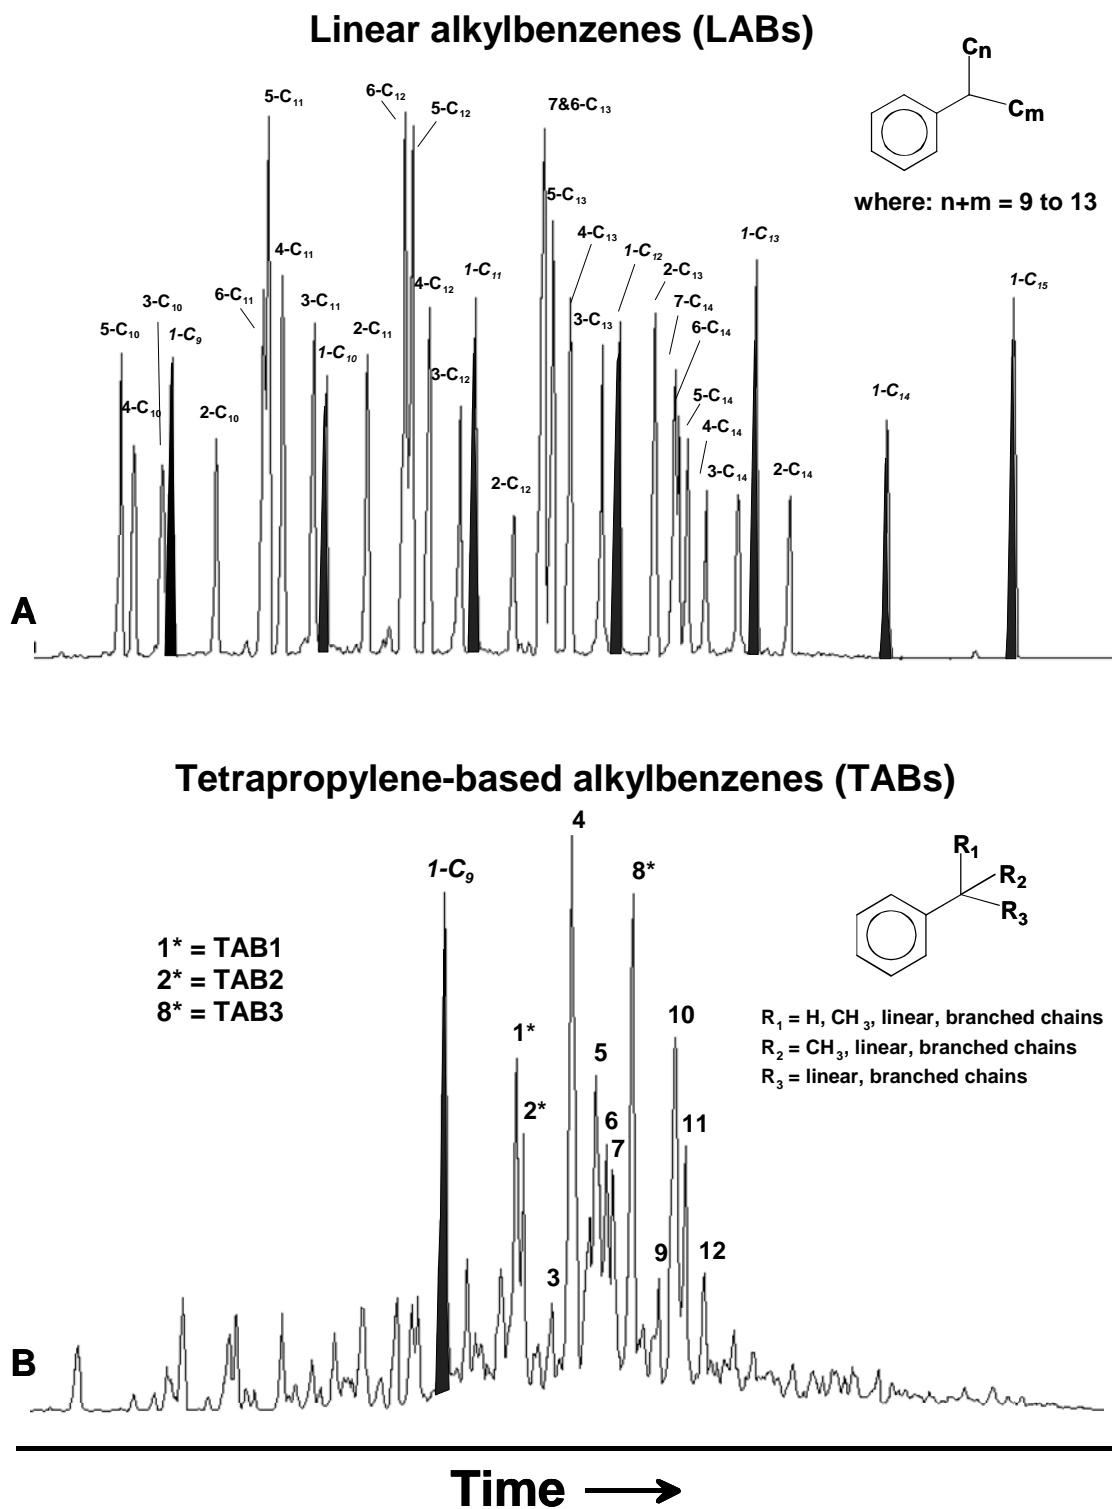 Linear alkylbenzenes (LABs)
Cn
Cm
where: n+m = 9 to 13
5-C₁₁
6-C₁₂
5-C₁₂
7&6-C₁₃
5-C₁₃
4-C₁₃
1-C₁₂
1-C₁₃
4-C₁₁
1-C₁₁
2-C₁₃
1-C₁₅
3-C₁₀
6-C₁₁
3-C₁₁
4-C₁₂
7-C₁₄
5-C₁₀
1-C₉
1-C₁₀
2-C₁₁
3-C₁₃
6-C₁₄
3-C₁₂
4-C₁₀
2-C₁₀
5-C₁₄
1-C₁₄
4-C₁₄
2-C₁₂
3-C₁₄
2-C₁₄
A
Tetrapropylene-based alkylbenzenes (TABs)
4
1-C₉
8*
R₁
R₂
R₃
1* = TAB1
2* = TAB2
8* = TAB3
R₁ = H, CH₃, linear, branched chains
R₂ = CH₃, linear, branched chains
R₃ = linear, branched chains
10
1*
5
2*
6
11
7
9
12
3
B
Time